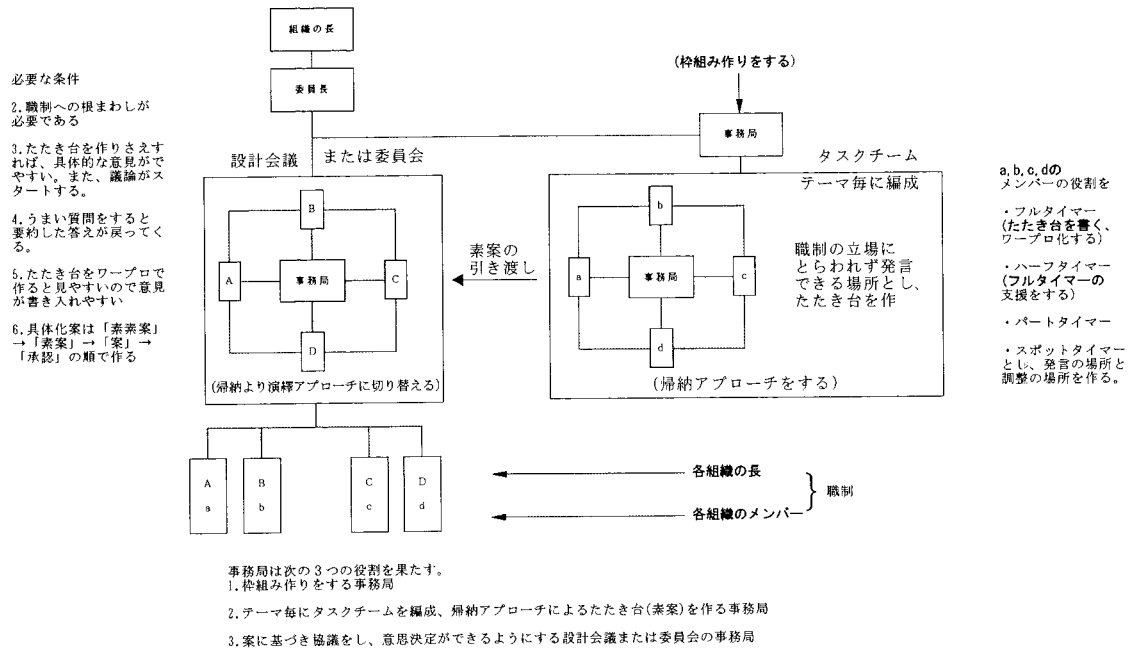 組織の長
委員長
(枠組み作りをする)
事務局
必要な条件
2.職制への根まわしが
必要である
3.たたき台を作りさえす
れば、具体的な意見がで
やすい。また、議論がス
タートする。
4.うまい質問をすると
要約した答えが戻ってく
る。
5.たたき台をワープロで
作ると見やすいので意見
が書き入れやすい
6.具体化案は「素素案」
→「素案」→「案」→
「承認」の順で作る
設計会議 または委員会
B
A
事務局
C
D
(帰納より演繹アプローチに切り替える)
素案の
引き渡し
タスクチーム
テーマ毎に編成
b
a
事務局
c
d
職制の立場に
とらわれず発言
できる場所とし、
たたき台を作
(帰納アプローチをする)
a,b,c,dの
メンバーの役割を
・フルタイマー
(たたき台を書く、
ワープロ化する)
・ハーフタイマー
(フルタイマーの
支援をする)
・パートタイマー
・スポットタイマー
とし、発言の場所と
調整の場所を作る。
A B C D
a b c d
各組織の長
各組織のメンバー
職制
事務局は次の3つの役割を果たす。
1.枠組み作りをする事務局
2.テーマ毎にタスクチームを編成、帰納アプローチによるたたき台(素案)を作る事務局
3.案に基づき協議をし、意思決定ができるようにする設計会議または委員会の事務局